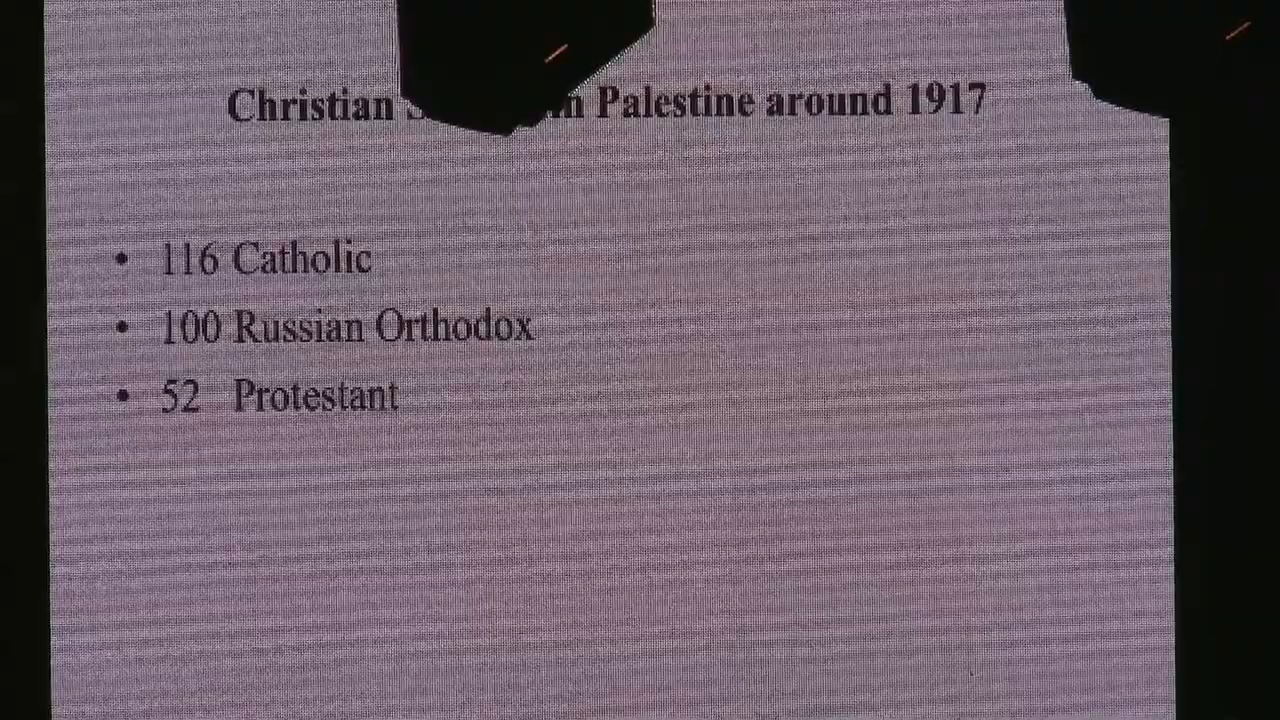 Christian Palestine around 1917
• 116 Catholic
• 100 Russian Orthodox
• 52 Protestant